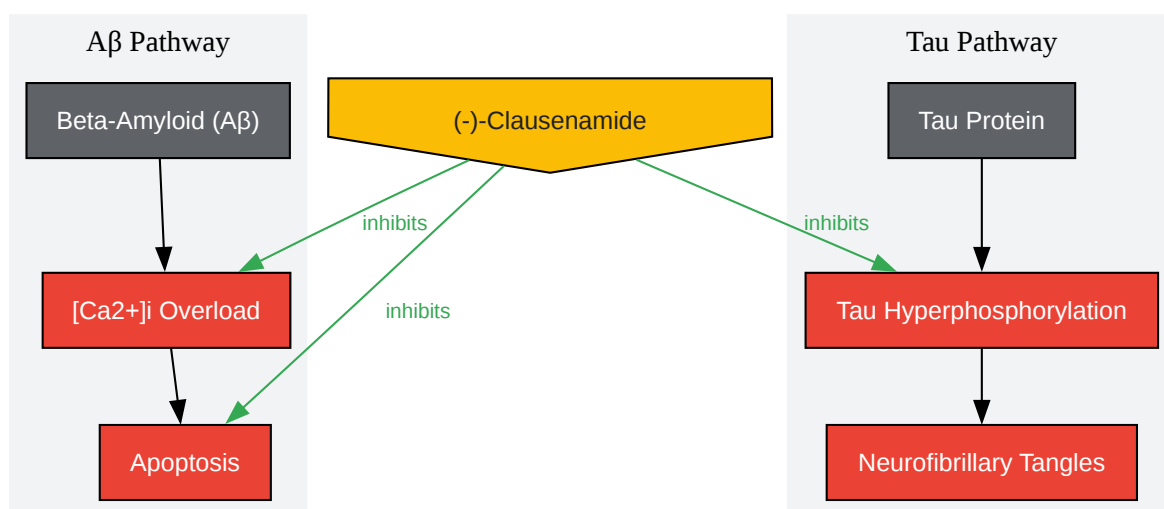 Aβ Pathway
Tau Pathway
Beta-Amyloid (Aβ)
(-)-Clausenamide
Tau Protein
inhibits
inhibits
[Ca2+]i Overload
inhibits
Tau Hyperphosphorylation
Apoptosis
Neurofibrillary Tangles